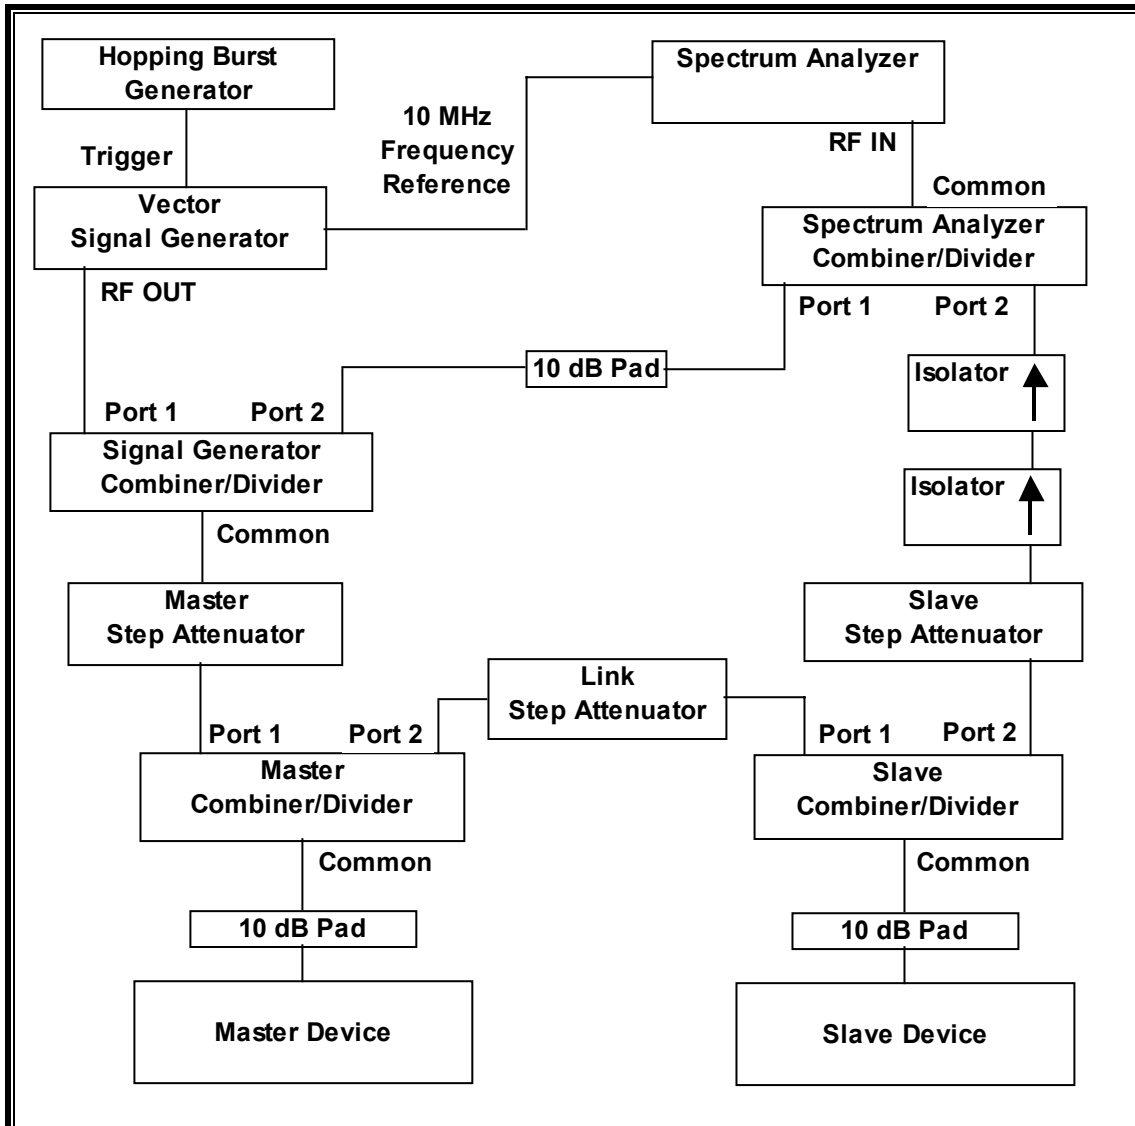 Hopping Burst
Generator
Spectrum Analyzer
10 MHz
Frequency
Reference
RF IN
Trigger
Common
Vector
Signal Generator
Spectrum Analyzer
Combiner/Divider
RF OUT
Port 1
Port 2
10 dB Pad
Isolator
Port 1
Port 2
Signal Generator
Combiner/Divider
Isolator
Common
Master
Step Attenuator
Slave
Step Attenuator
Link
Step Attenuator
Port 1
Port 2
Port 1
Port 2
Master
Combiner/Divider
Slave
Combiner/Divider
Common
Common
10 dB Pad
10 dB Pad
Master Device
Slave Device